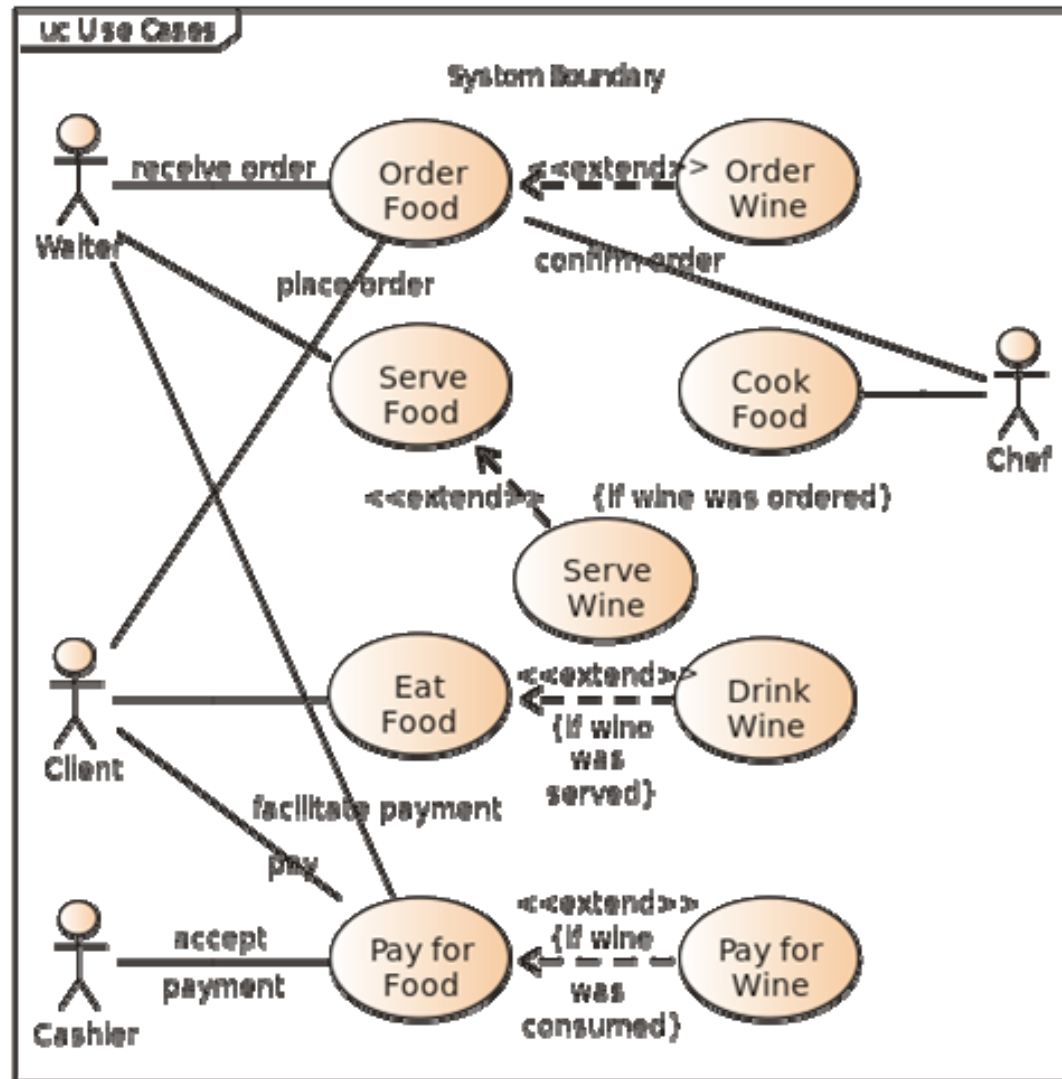 uc Use Cases
System Boundary
receive order
Order
Food
<<extend>>
Order
Wine
Waiter
place order
confirm order
Serve
Food
Cook
Food
Chef
<<extend>>
{if wine was ordered}
Serve
Wine
Eat
Food
<<extend>>
{if wine
was
served}
Drink
Wine
Client
facilitate payment
pay
accept
payment
Pay for
Food
<<extend>>
{if wine
was
consumed}
Pay for
Wine
Cashier